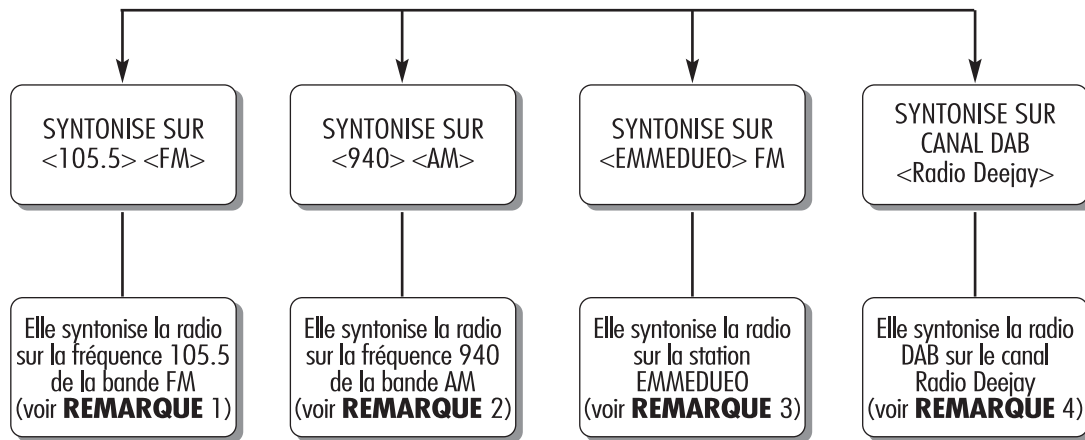 SYNTONISE SUR
<105.5> <FM>
SYNTONISE SUR
<940> <AM>
SYNTONISE SUR
<EMMEDUEO> FM
SYNTONISE SUR
CANAL DAB
<Radio Deejay>
Elle syntonise la radio
sur la fréquence 105.5
de la bande FM
(voir REMARQUE 1)
Elle syntonise la radio
sur la fréquence 940
de la bande AM
(voir REMARQUE 2)
Elle syntonise la radio
sur la station
EMMEDUEO
(voir REMARQUE 3)
Elle syntonise la radio
DAB sur le canal
Radio Deejay
(voir REMARQUE 4)